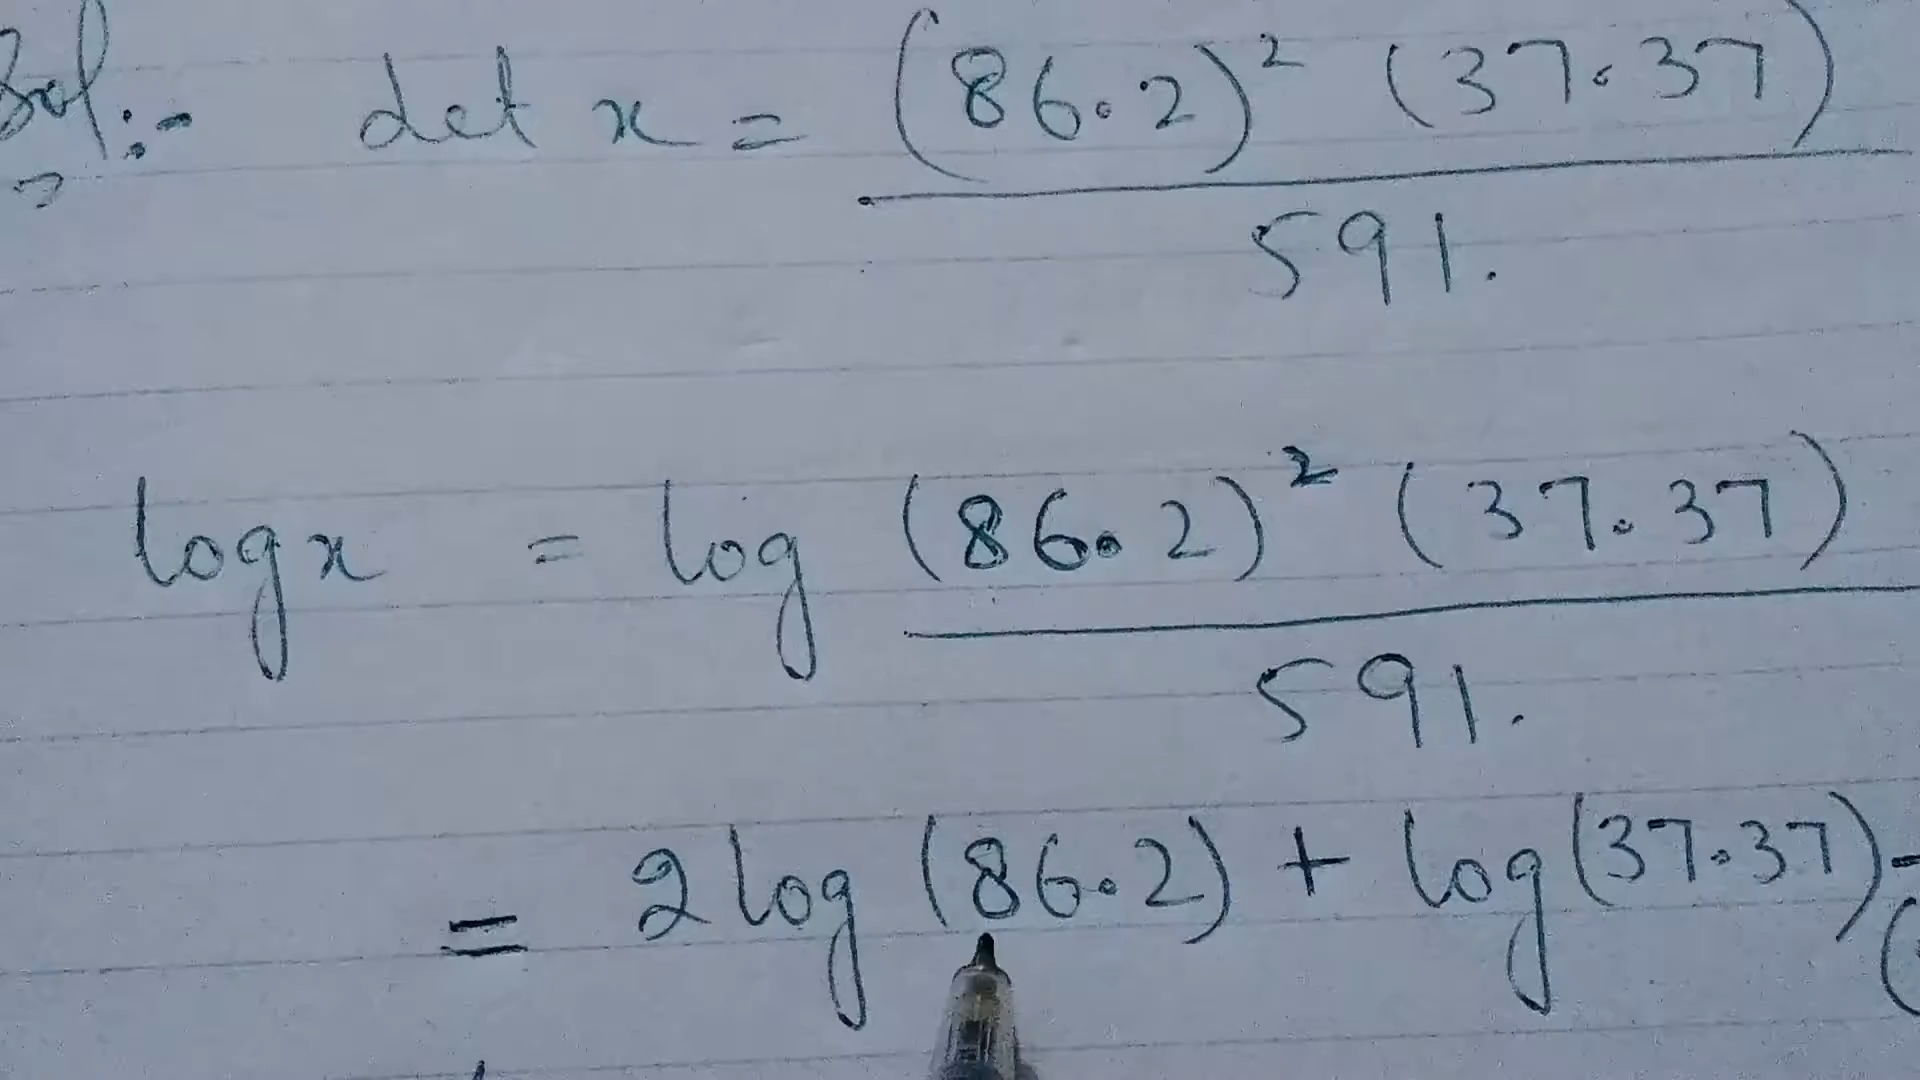 Sol:- let x = (86.2)² (37.37)
591.
log x = log (86.2)² (37.37)
591.
= 2 log (86.2) + log (37.37) -
(